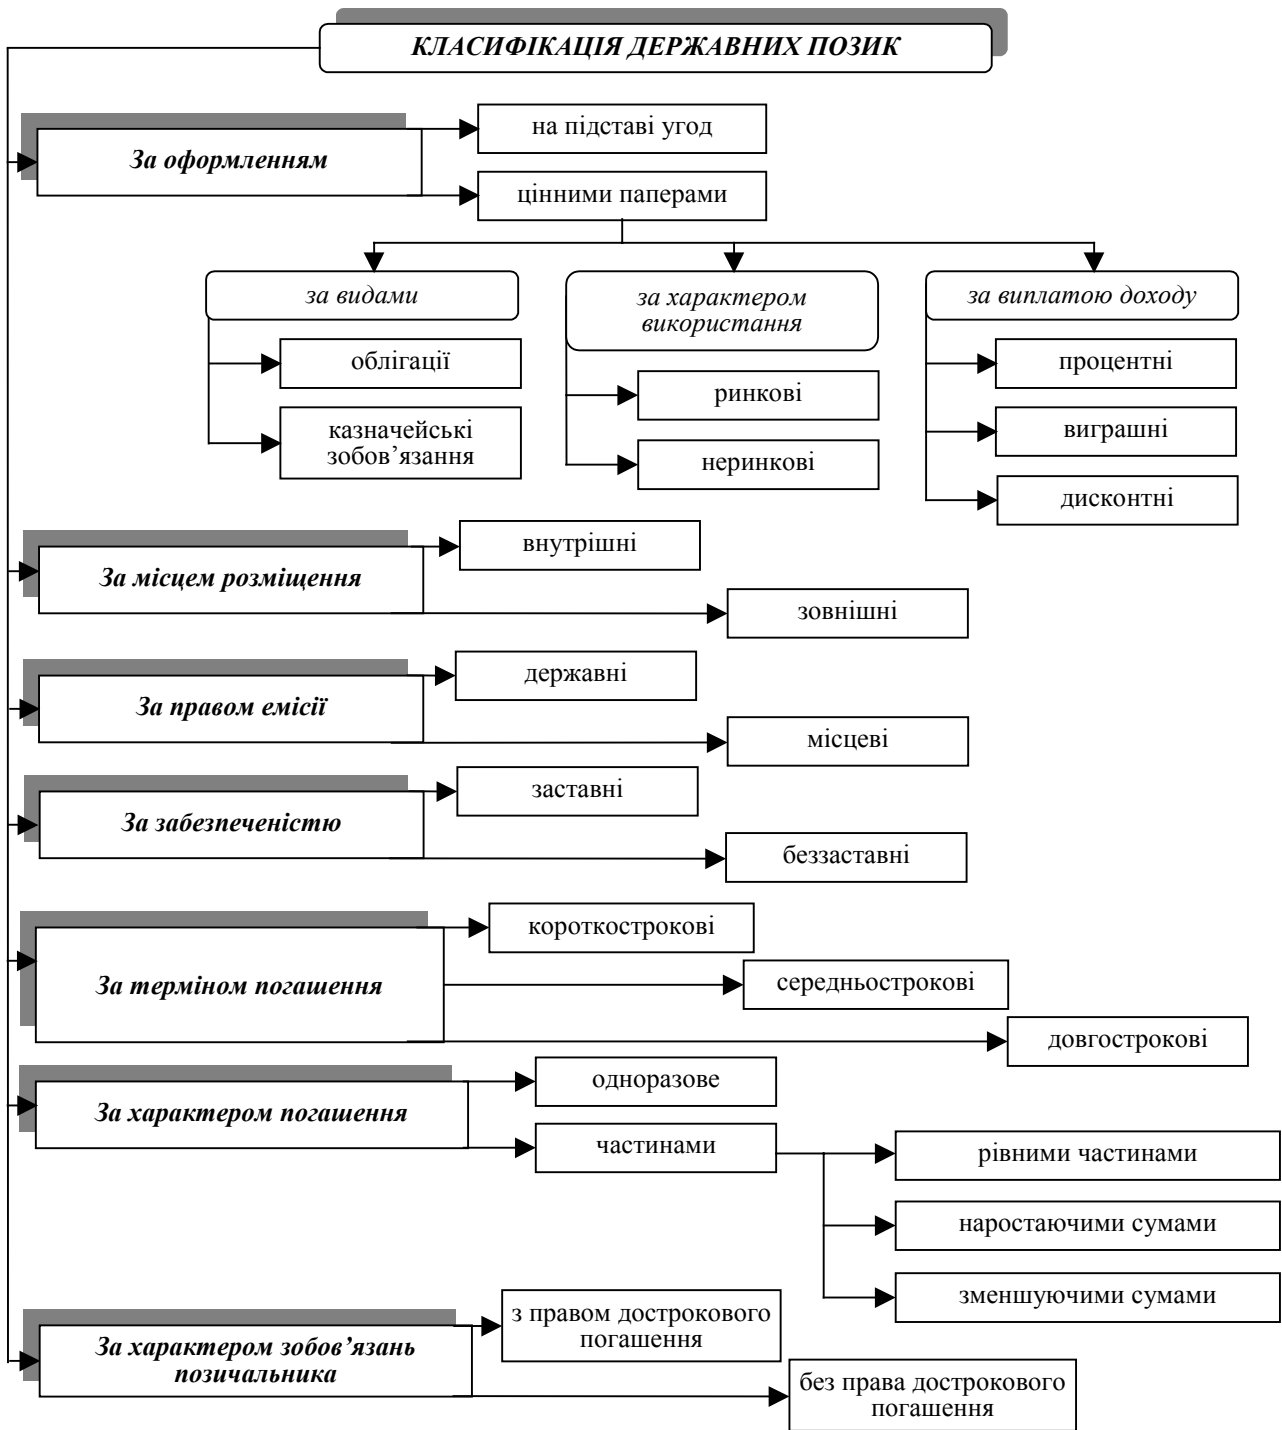 КЛАСИФІКАЦІЯ ДЕРЖАВНИХ ПОЗИК
За оформленням
на підставі угод
цінними паперами
за видами
облігації
казначейські
зобов’язання
за характером
використання
ринкові
неринкові
за виплатою доходу
процентні
виграшні
дисконтні
За місцем розміщення
внутрішні
зовнішні
За правом емісії
державні
місцеві
За забезпеченістю
заставні
беззаставні
За терміном погашення
короткострокові
середньострокові
довгострокові
За характером погашення
одноразове
частинами
рівними частинами
наростаючими сумами
зменшуючими сумами
За характером зобов’язань
позичальника
з правом дострокового
погашення
без права дострокового
погашення